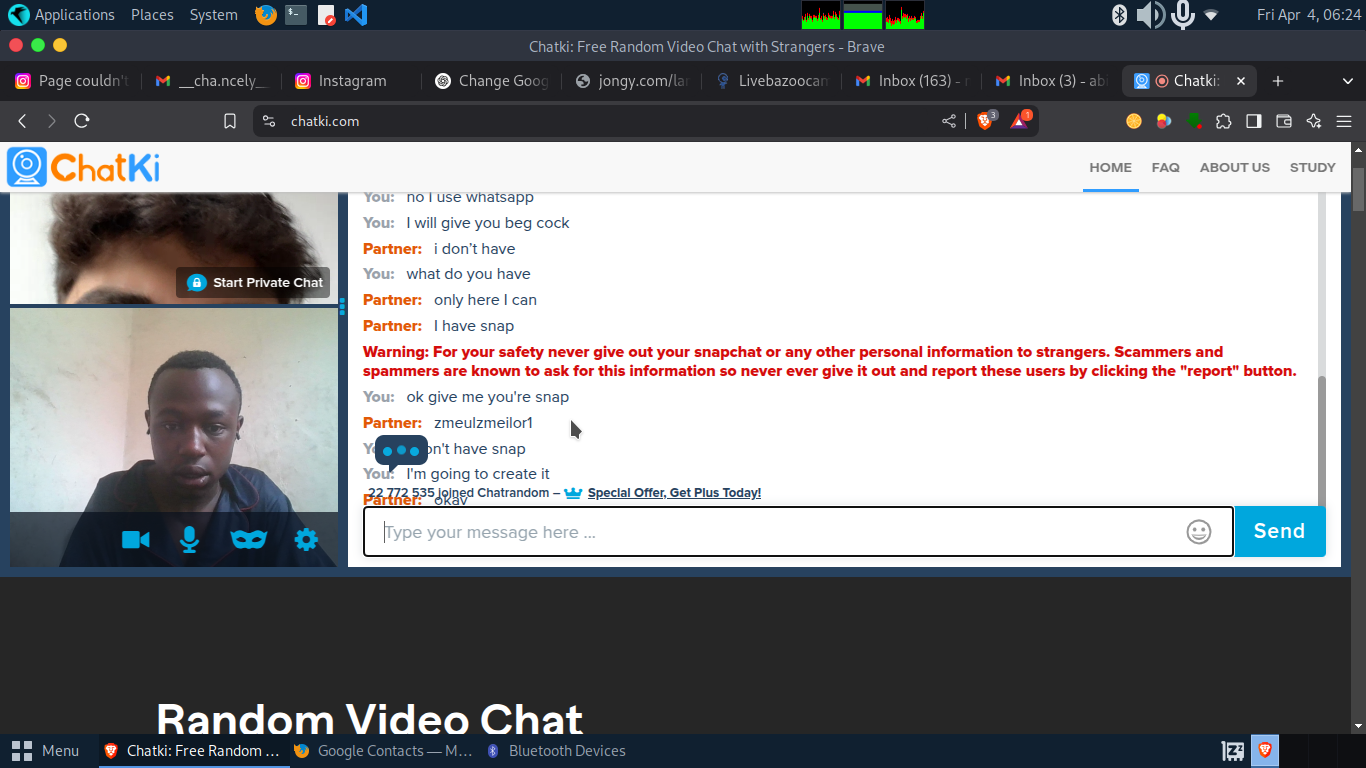 Applications Places System
Fri Apr 4, 06:24
Chatki: Free Random Video Chat with Strangers - Brave
Page couldn't
__cha.ncely_
Instagram
Change Goog
jongy.com/lar
Livebazoocam
Inbox (163) - r
Inbox (3) - ab
Chatki:
chatki.com
3
1
ChatKi
HOME FAQ ABOUT US STUDY
You: no I use whatsapp
You: I will give you beg cock
Partner: i don't have
You: what do you have
Partner: only here I can
Partner: I have snap
Warning: For your safety never give out your snapchat or any other personal information to strangers. Scammers and
spammers are known to ask for this information so never ever give it out and report these users by clicking the "report" button.
You: ok give me you're snap
Partner: zmeulzmeilor1
on't have snap
You: I'm going to create it
22 772 535 joined Chatrandom – Special Offer, Get Plus Today!
Partner: okay
Start Private Chat
Type your message here ...
Send
Random Video Chat
Menu
Chatki: Free Random ...
Google Contacts — M...
Bluetooth Devices